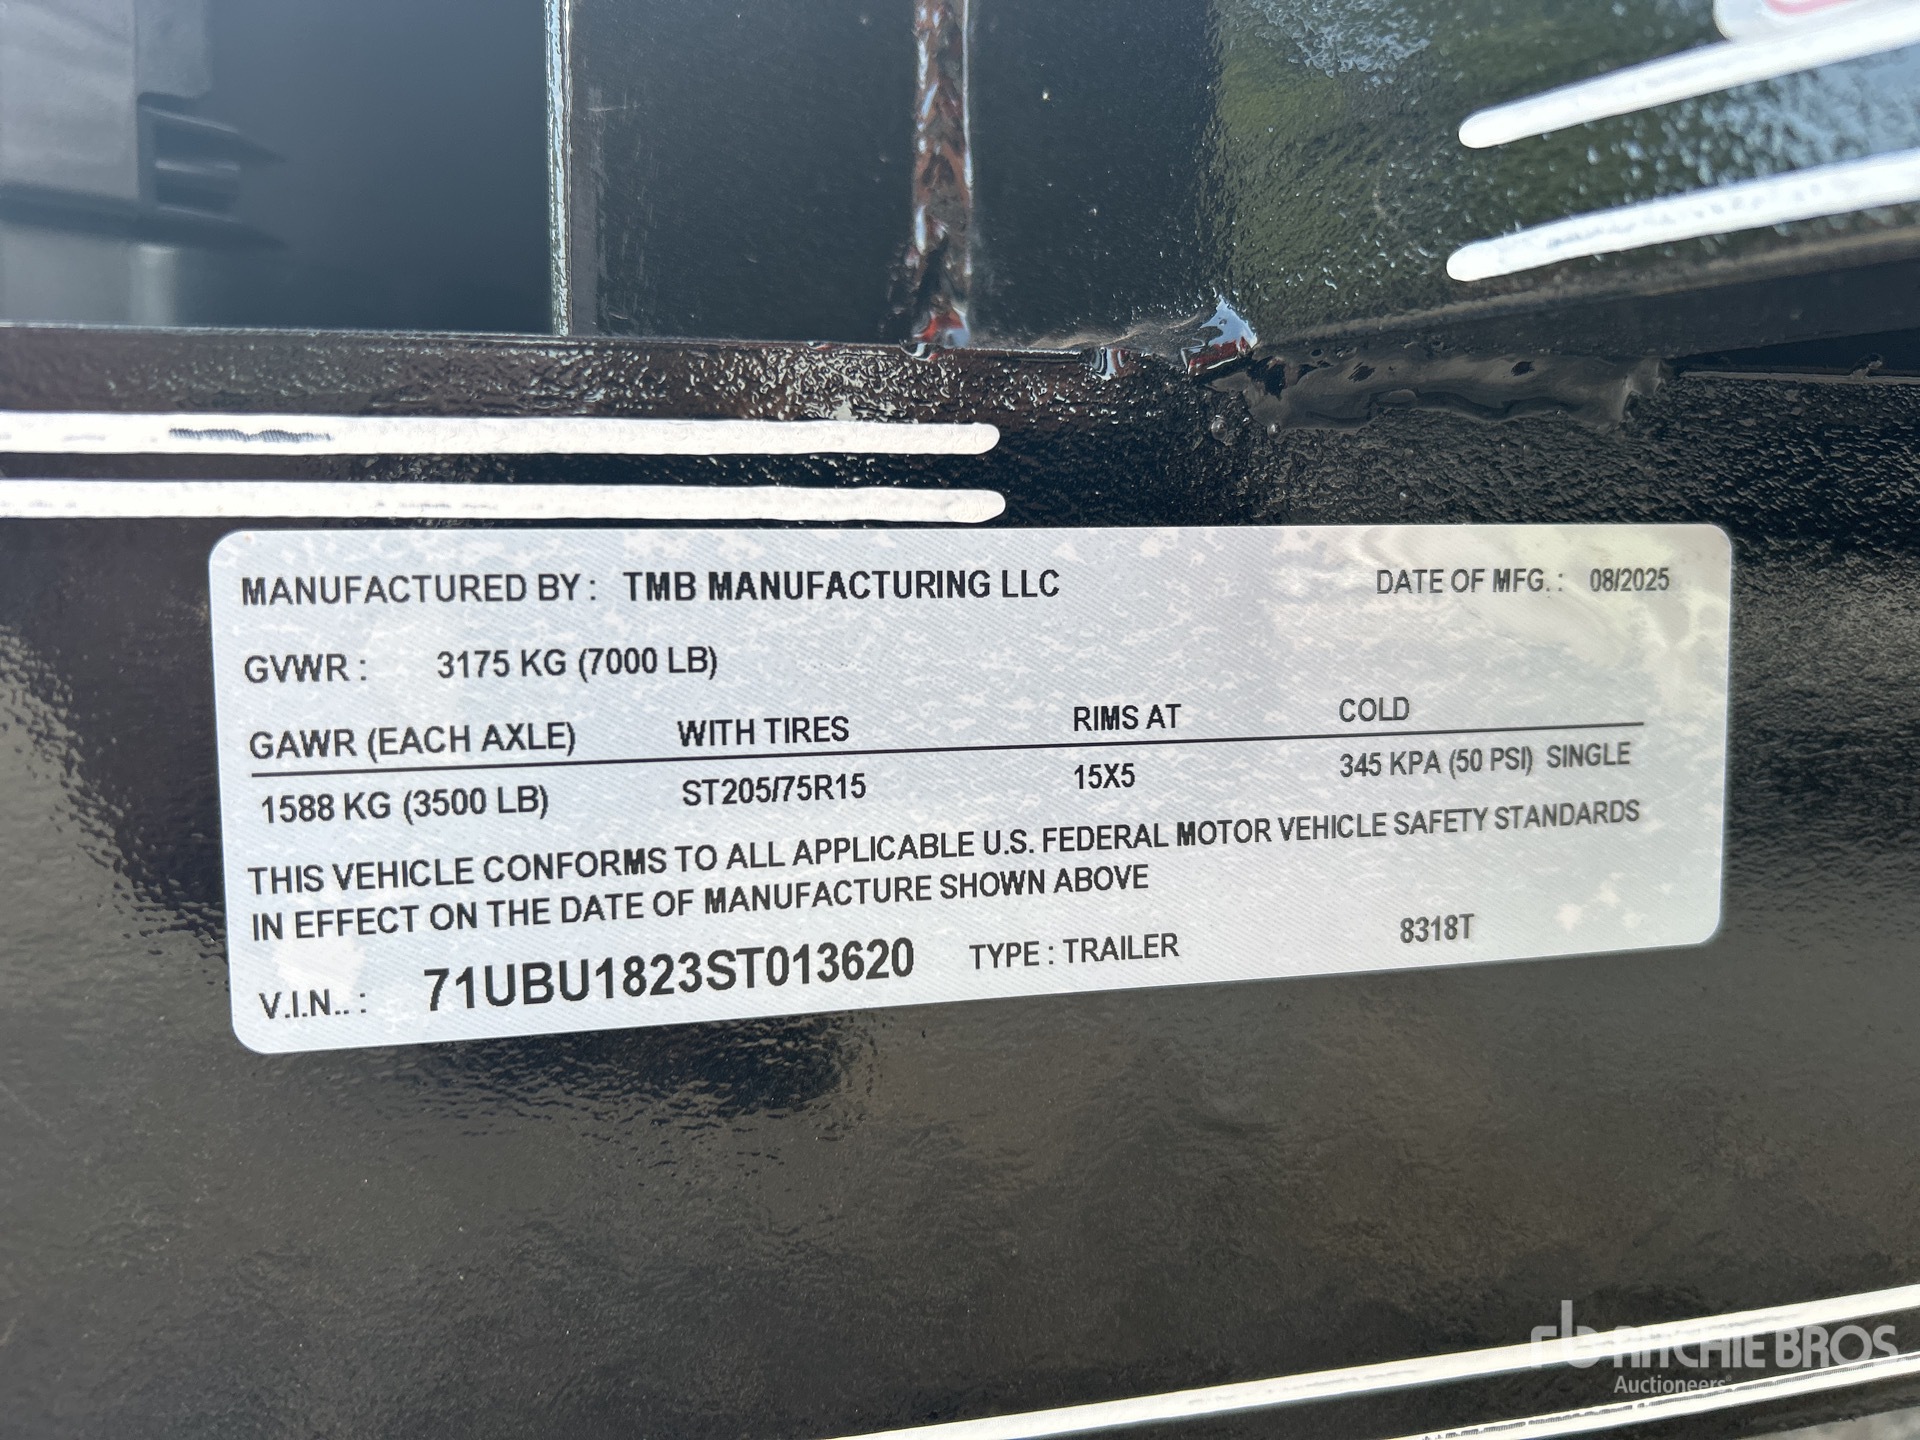 MANUFACTURED BY : TMB MANUFACTURING LLC DATE OF MFG. : 08/2025
GVWR : 3175 KG (7000 LB)
GAWR (EACH AXLE) WITH TIRES RIMS AT COLD
1588 KG (3500 LB) ST205/75R15 15X5 345 KPA (50 PSI) SINGLE
THIS VEHICLE CONFORMS TO ALL APPLICABLE U.S. FEDERAL MOTOR VEHICLE SAFETY STANDARDS
IN EFFECT ON THE DATE OF MANUFACTURE SHOWN ABOVE
V.I.N.. : 71UBU1823ST013620 TYPE : TRAILER 8318T
rb RITCHIE BROS
Auctioneers